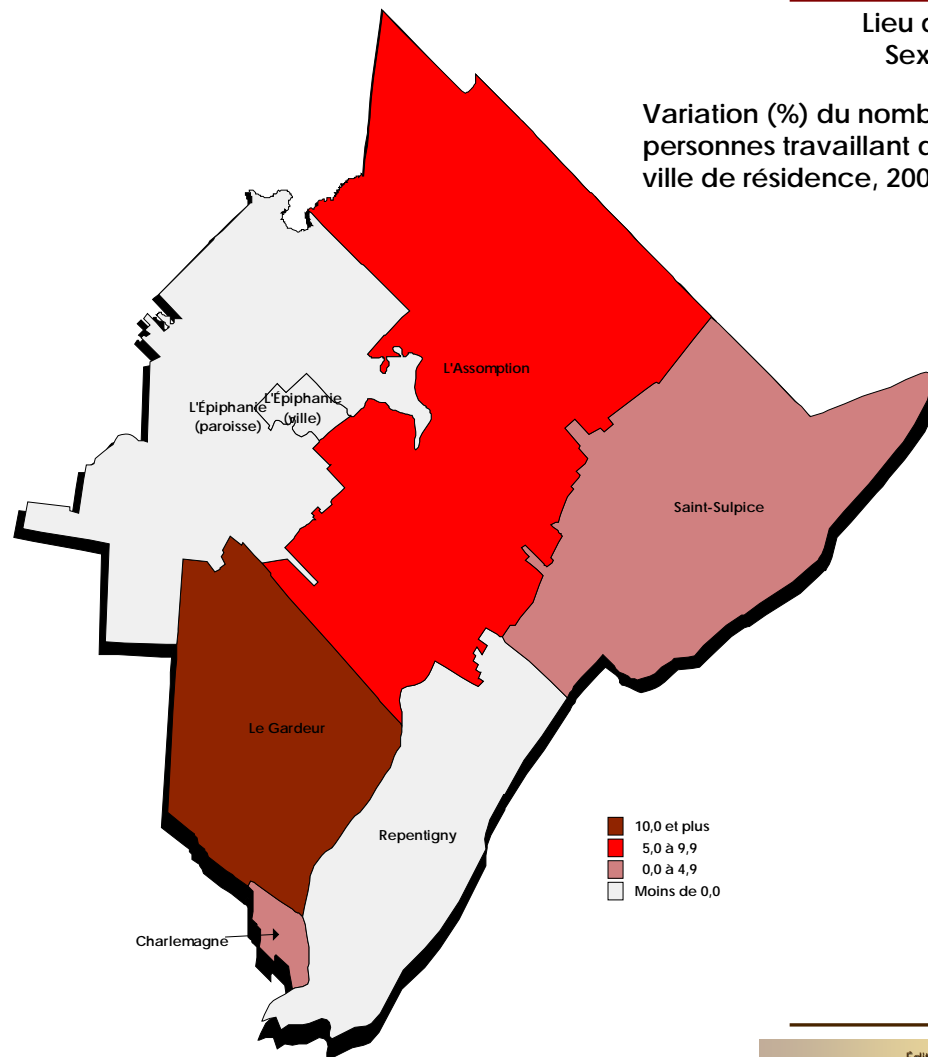 Lieu
Sex
Variation (%) du nomb
personnes travaillant
ville de résidence, 200
L'Assomption
L'Épiphanie
(paroisse)
L'Épiphanie
(ville)
Saint-Sulpice
Le Gardeur
Repentigny
10,0 et plus
5,0 à 9,9
0,0 à 4,9
Moins de 0,0
Charlemagne